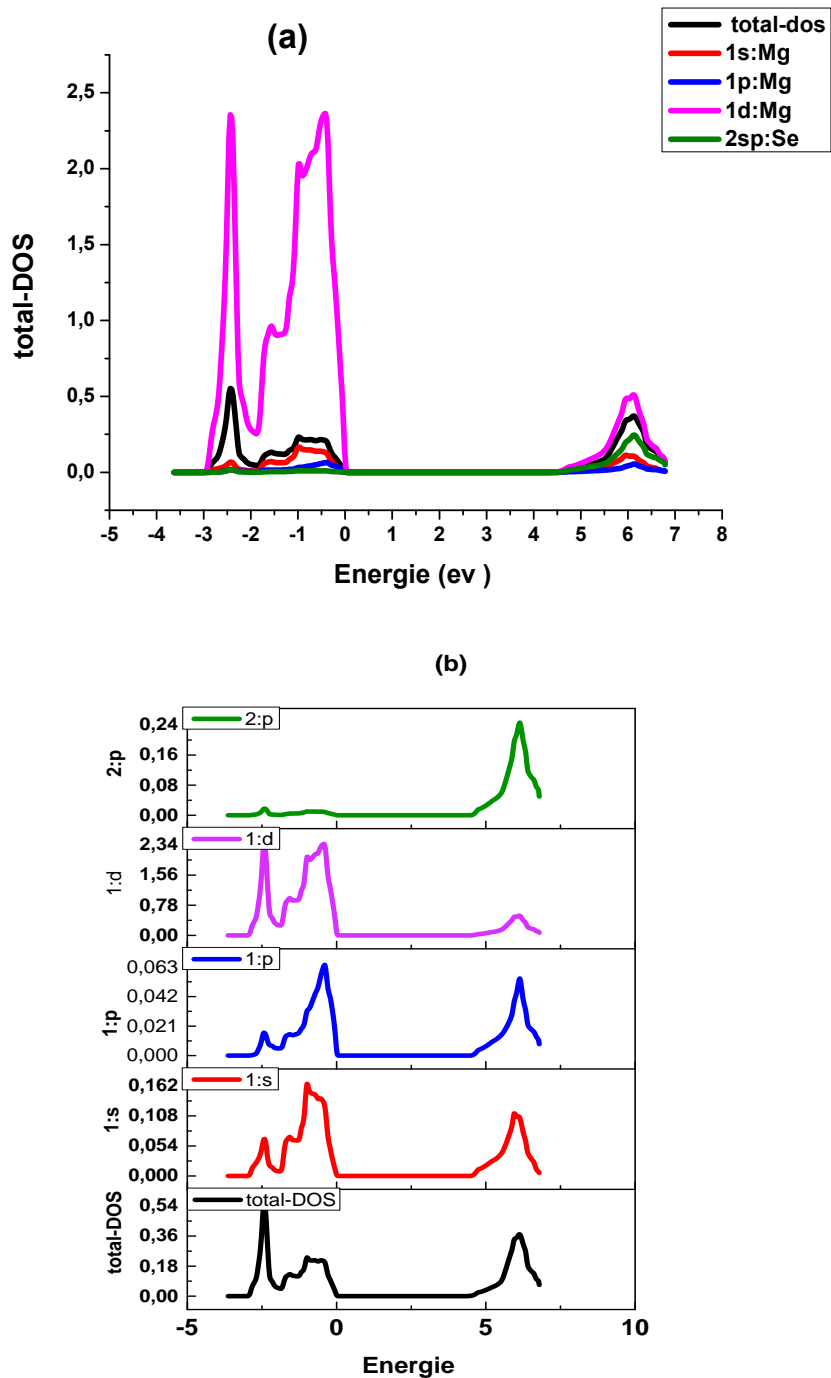 (a)
total-dos
1s:Mg
1p:Mg
1d:Mg
2sp:Se
total-DOS
2,5
2,0
1,5
1,0
0,5
0,0
-5 -4 -3 -2 -1 0 1 2 3 4 5 6 7 8
Energie (ev )
(b)
2:p
2:p
0,24
0,16
0,08
0,00
1:d
1:d
2,34
1,56
0,78
0,00
1:p
1:p
0,063
0,042
0,021
0,000
1:s
1:s
0,162
0,108
0,054
0,000
total-DOS
total-DOS
0,54
0,36
0,18
0,00
-5 0 5 10
Energie